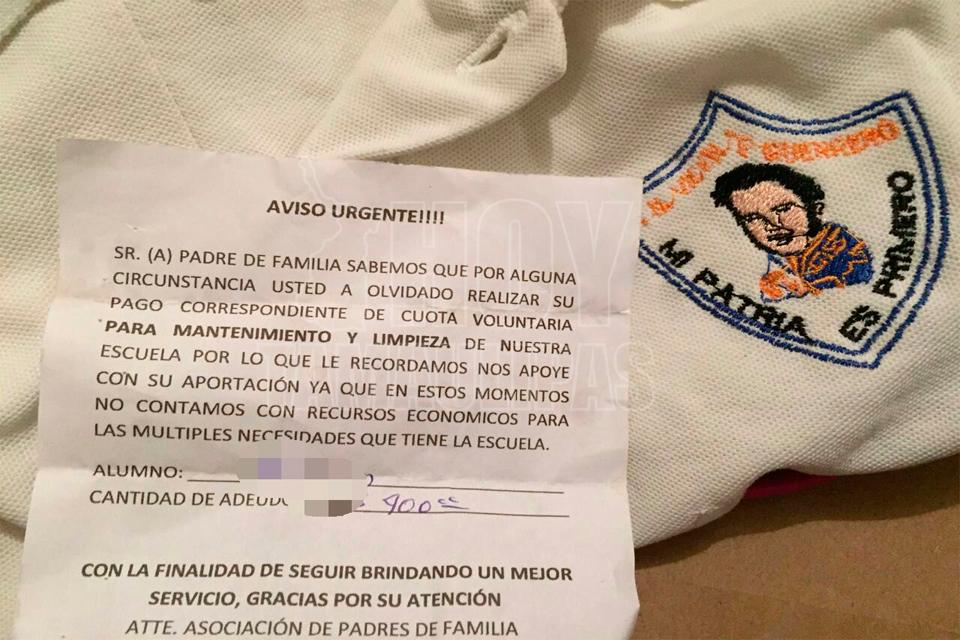 AVISO URGENTE!!!!
SR. (A) PADRE DE FAMILIA SABEMOS QUE POR ALGUNA
CIRCUNSTANCIA USTED A OLVIDADO REALIZAR SU
PAGO CORRESPONDIENTE DE CUOTA VOLUNTARIA
PARA MANTENIMIENTO Y LIMPIEZA DE NUESTRA
ESCUELA POR LO QUE LE RECORDAMOS NOS APOYE
CON SU APORTACIÓN YA QUE EN ESTOS MOMENTOS
NO CONTAMOS CON RECURSOS ECONOMICOS PARA
LAS MULTIPLES NECESIDADES QUE TIENE LA ESCUELA.
ALUMNO:
CANTIDAD DE ADEUDO
CON LA FINALIDAD DE SEGUIR BRINDANDO UN MEJOR
SERVICIO, GRACIAS POR SU ATENCIÓN
ATTE. ASOCIACIÓN DE PADRES DE FAMILIA
GUERRERO
MI PATRIA ES PRIMERO
HOY
TAMAULIPAS